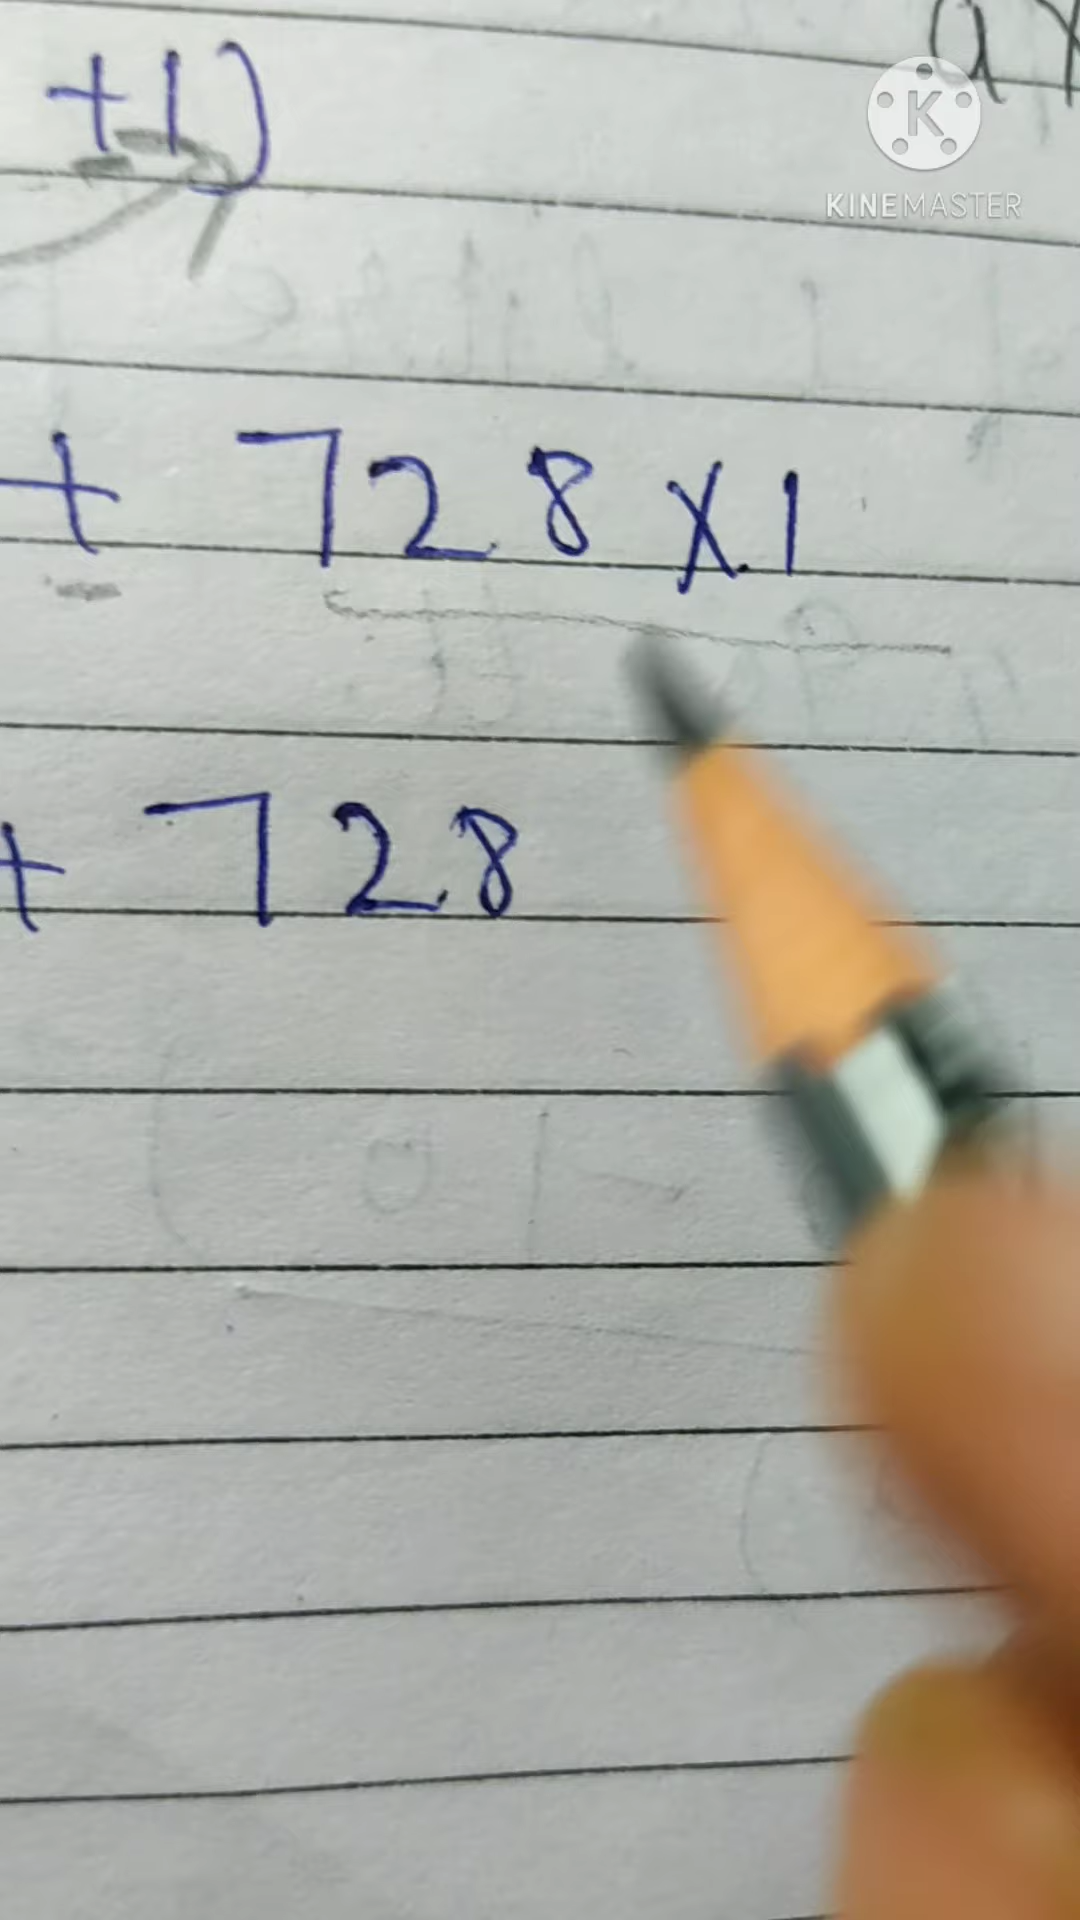 a
+1)
K
KINEMASTER
+ 728 X 1
+ 728